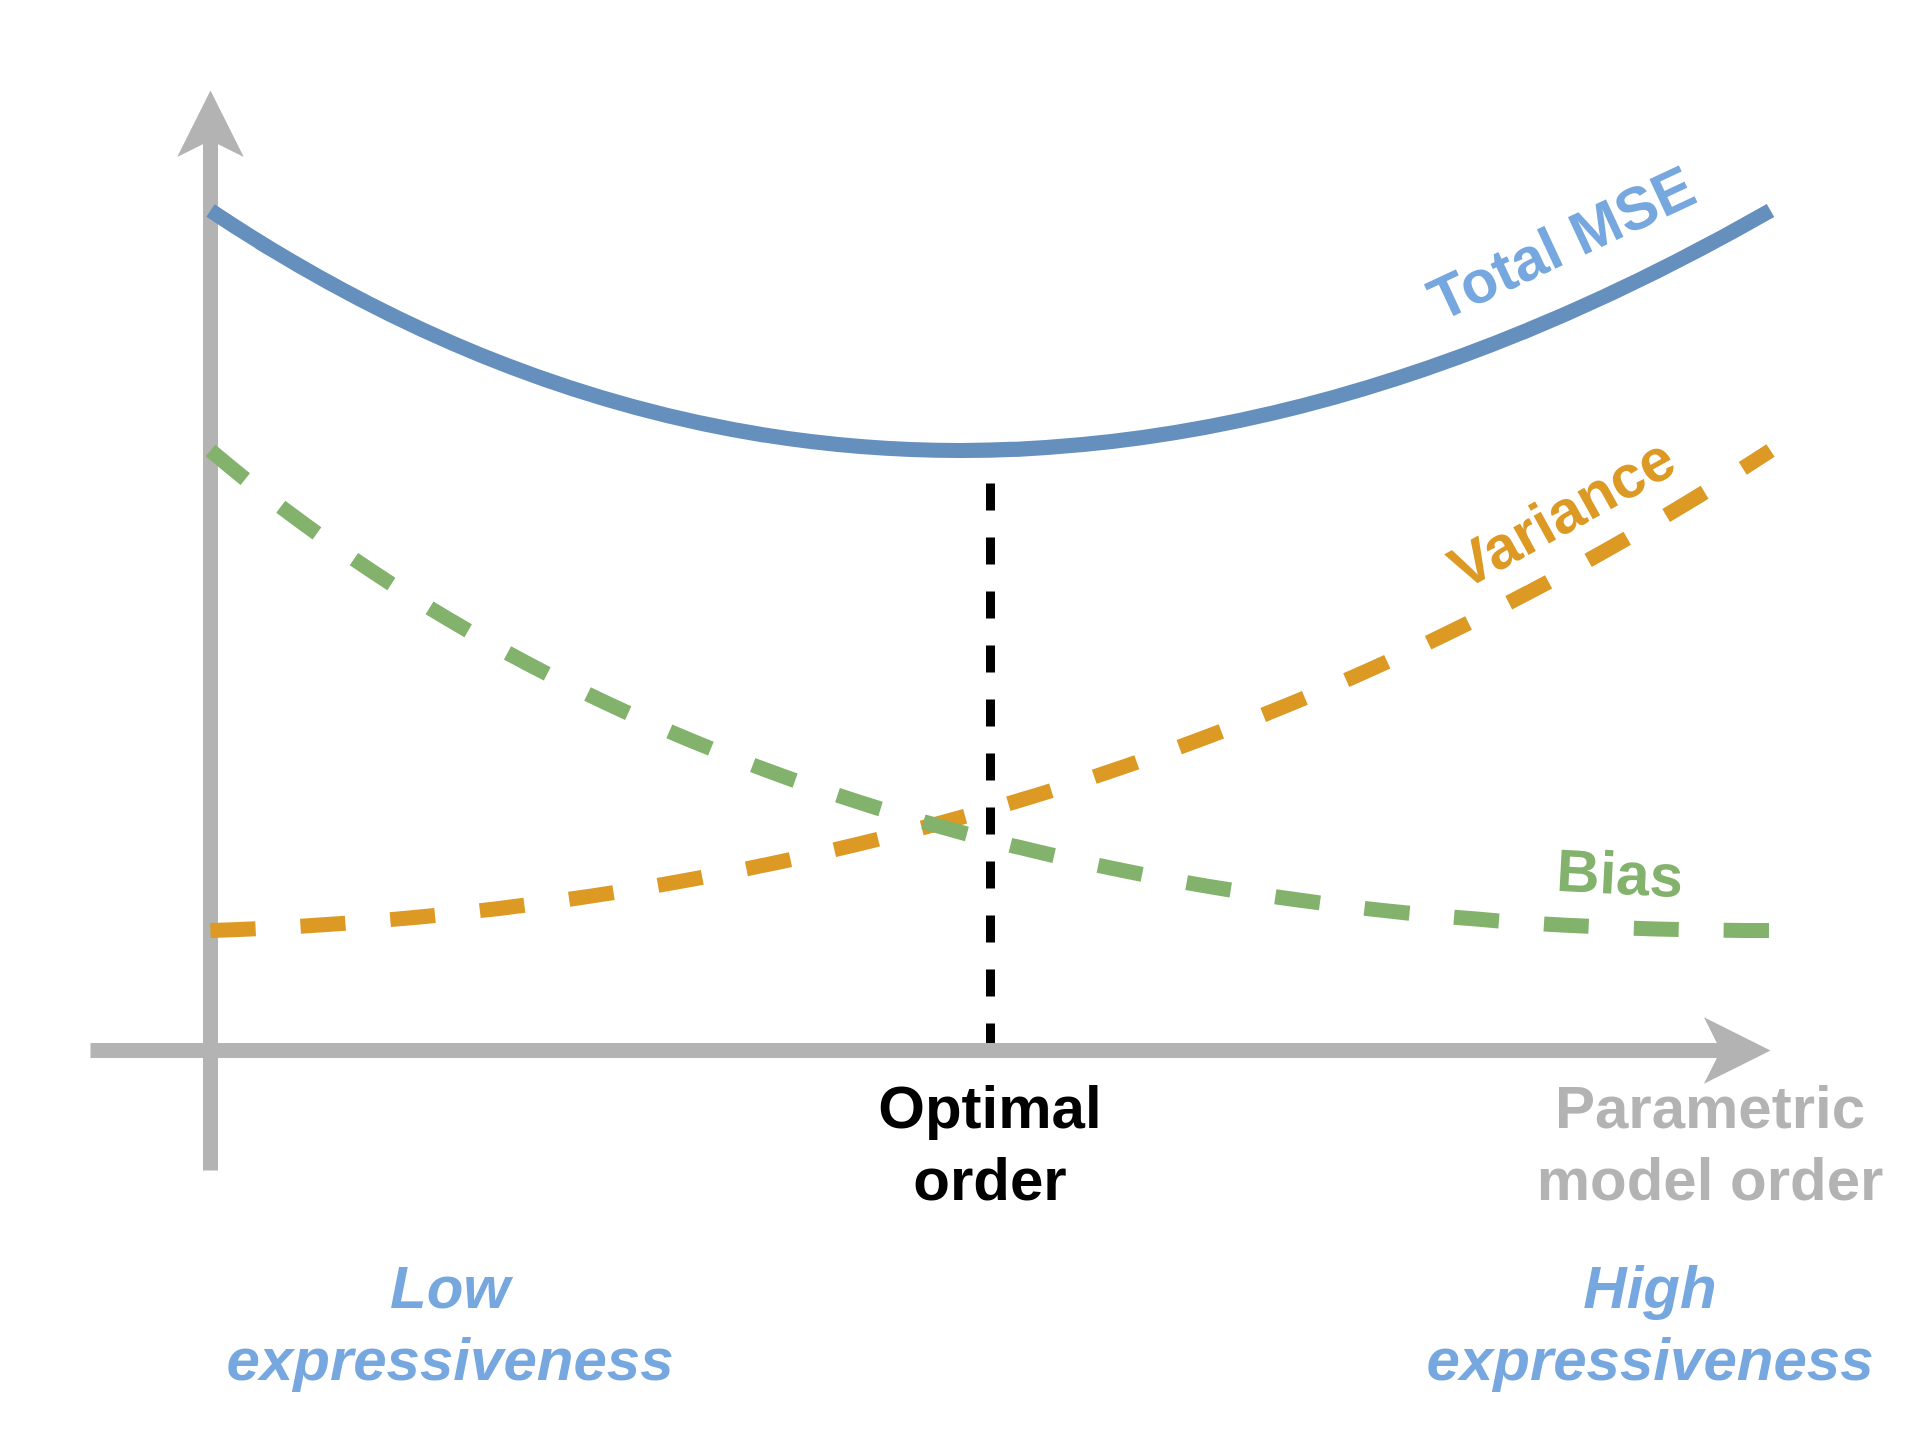 Total MSE
Variance
Bias
Optimal
order
Parametric
model order
Low
expressiveness
High
expressiveness